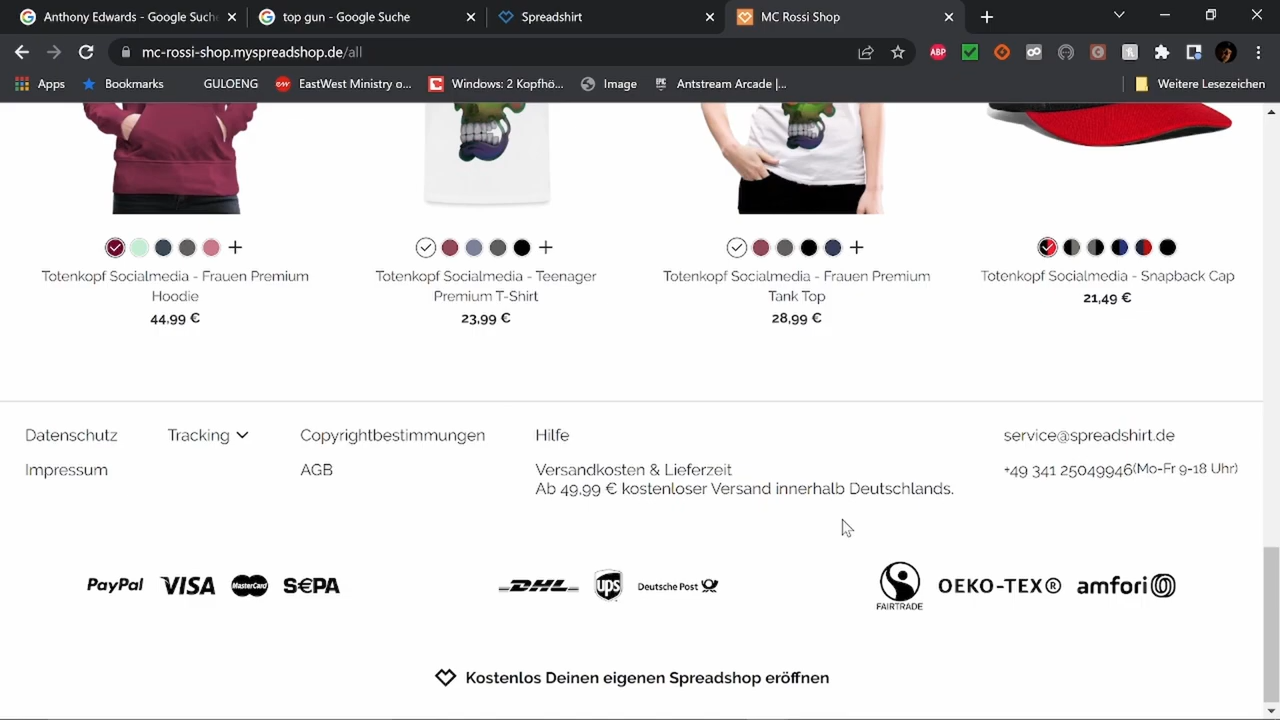 Anthony Edwards - Google Suche
top gun - Google Suche
Spreadshirt
MC Rossi Shop
mc-rossi-shop.myspreadshop.de/all
ABP
Apps
Bookmarks
GULOENG
EastWest Ministry o...
Windows: 2 Kopfhö...
Image
Antstream Arcade |...
Weitere Lesezeichen
Totenkopf Socialmedia - Frauen Premium
Hoodie
44,99 €
Totenkopf Socialmedia - Teenager
Premium T-Shirt
23,99 €
Totenkopf Socialmedia - Frauen Premium
Tank Top
28,99 €
Totenkopf Socialmedia - Snapback Cap
21,49 €
Datenschutz
Tracking
Copyrightbestimmungen
Hilfe
service@spreadshirt.de
Impressum
AGB
Versandkosten & Lieferzeit
Ab 49,99 € kostenloser Versand innerhalb Deutschlands.
+49 341 25049946(Mo-Fr 9-18 Uhr)
PayPal
VISA
MasterCard
S€PA
DHL
ups
Deutsche Post
FAIRTRADE
OEKO-TEX®
amfori
Kostenlos Deinen eigenen Spreadshop eröffnen